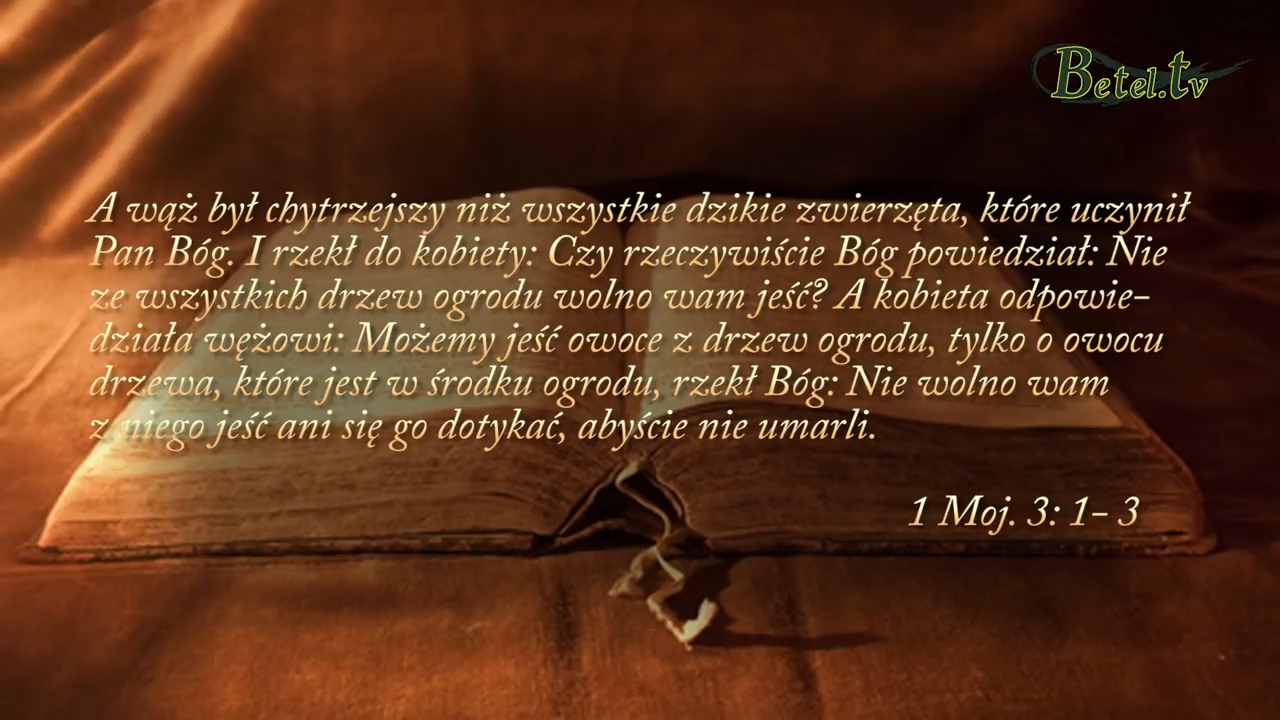 Betel.tv
A wąż był chytrzejszy niż wszystkie dzikie zwierzęta, które uczynił
Pan Bóg. I rzekł do kobiety: Czy rzeczywiście Bóg powiedział: Nie
ze wszystkich drzew ogrodu wolno wam jeść? A kobieta odpowie-
działa wężowi: Możemy jeść owoce z drzew ogrodu, tylko o owocu
drzewa, które jest w środku ogrodu, rzekł Bóg: Nie wolno wam
z niego jeść ani się go dotykać, abyście nie umarli.
1 Moj. 3: 1- 3